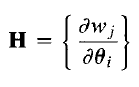 H = { ∂w_j / ∂θ_i }